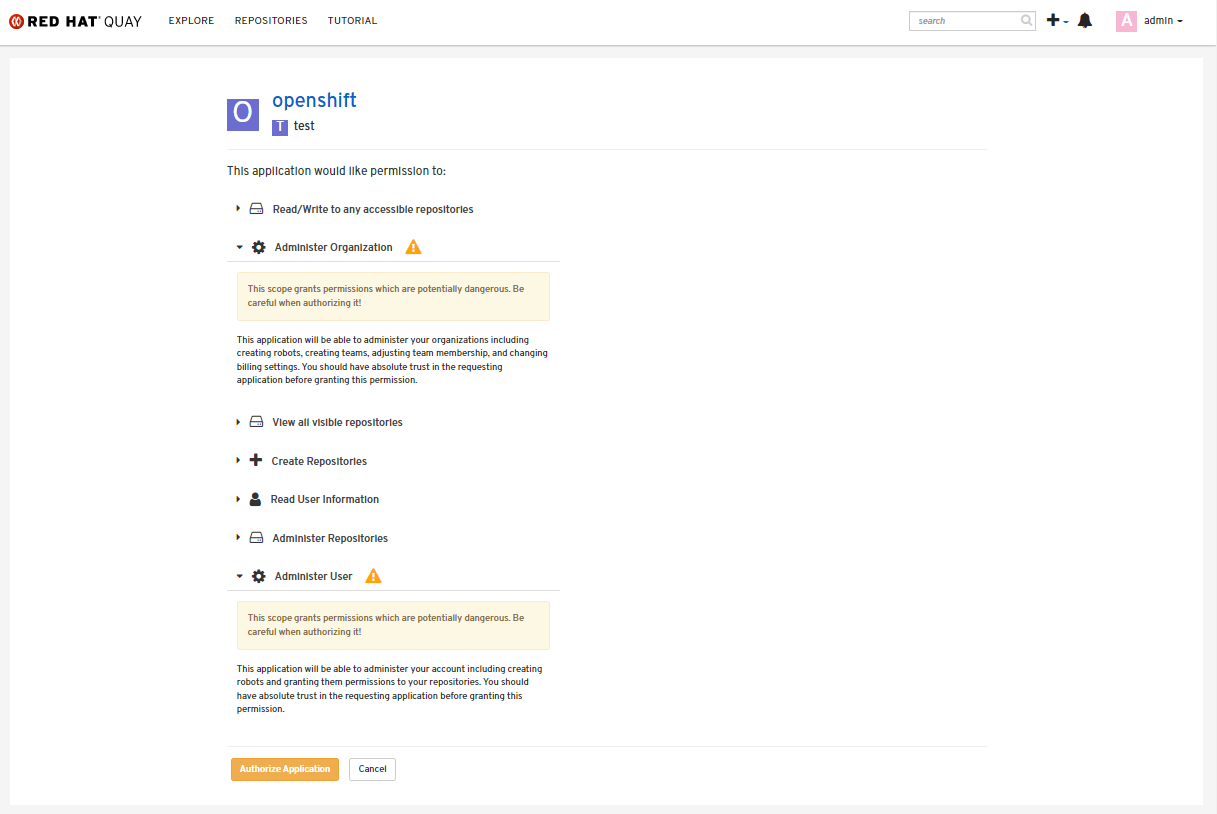 RED HAT QUAY EXPLORE REPOSITORIES TUTORIAL search A admin
O openshift
T test
This application would like permission to:
Read/Write to any accessible repositories
Administer Organization
This scope grants permissions which are potentially dangerous. Be
careful when authorizing it!
This application will be able to administer your organizations including
creating robots, creating teams, adjusting team membership, and changing
billing settings. You should have absolute trust in the requesting
application before granting this permission.
View all visible repositories
Create Repositories
Read User Information
Administer Repositories
Administer User
This scope grants permissions which are potentially dangerous. Be
careful when authorizing it!
This application will be able to administer your account including creating
robots and granting them permissions to your repositories. You should
have absolute trust in the requesting application before granting this
permission.
Authorize Application Cancel